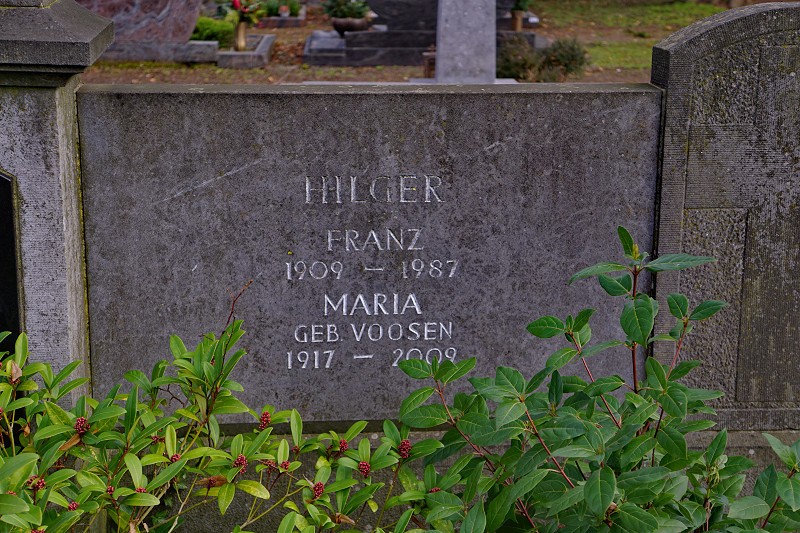 HILGER
FRANZ
1909 — 1987
MARIA
GEB. VOOSEN
1917 — 2009